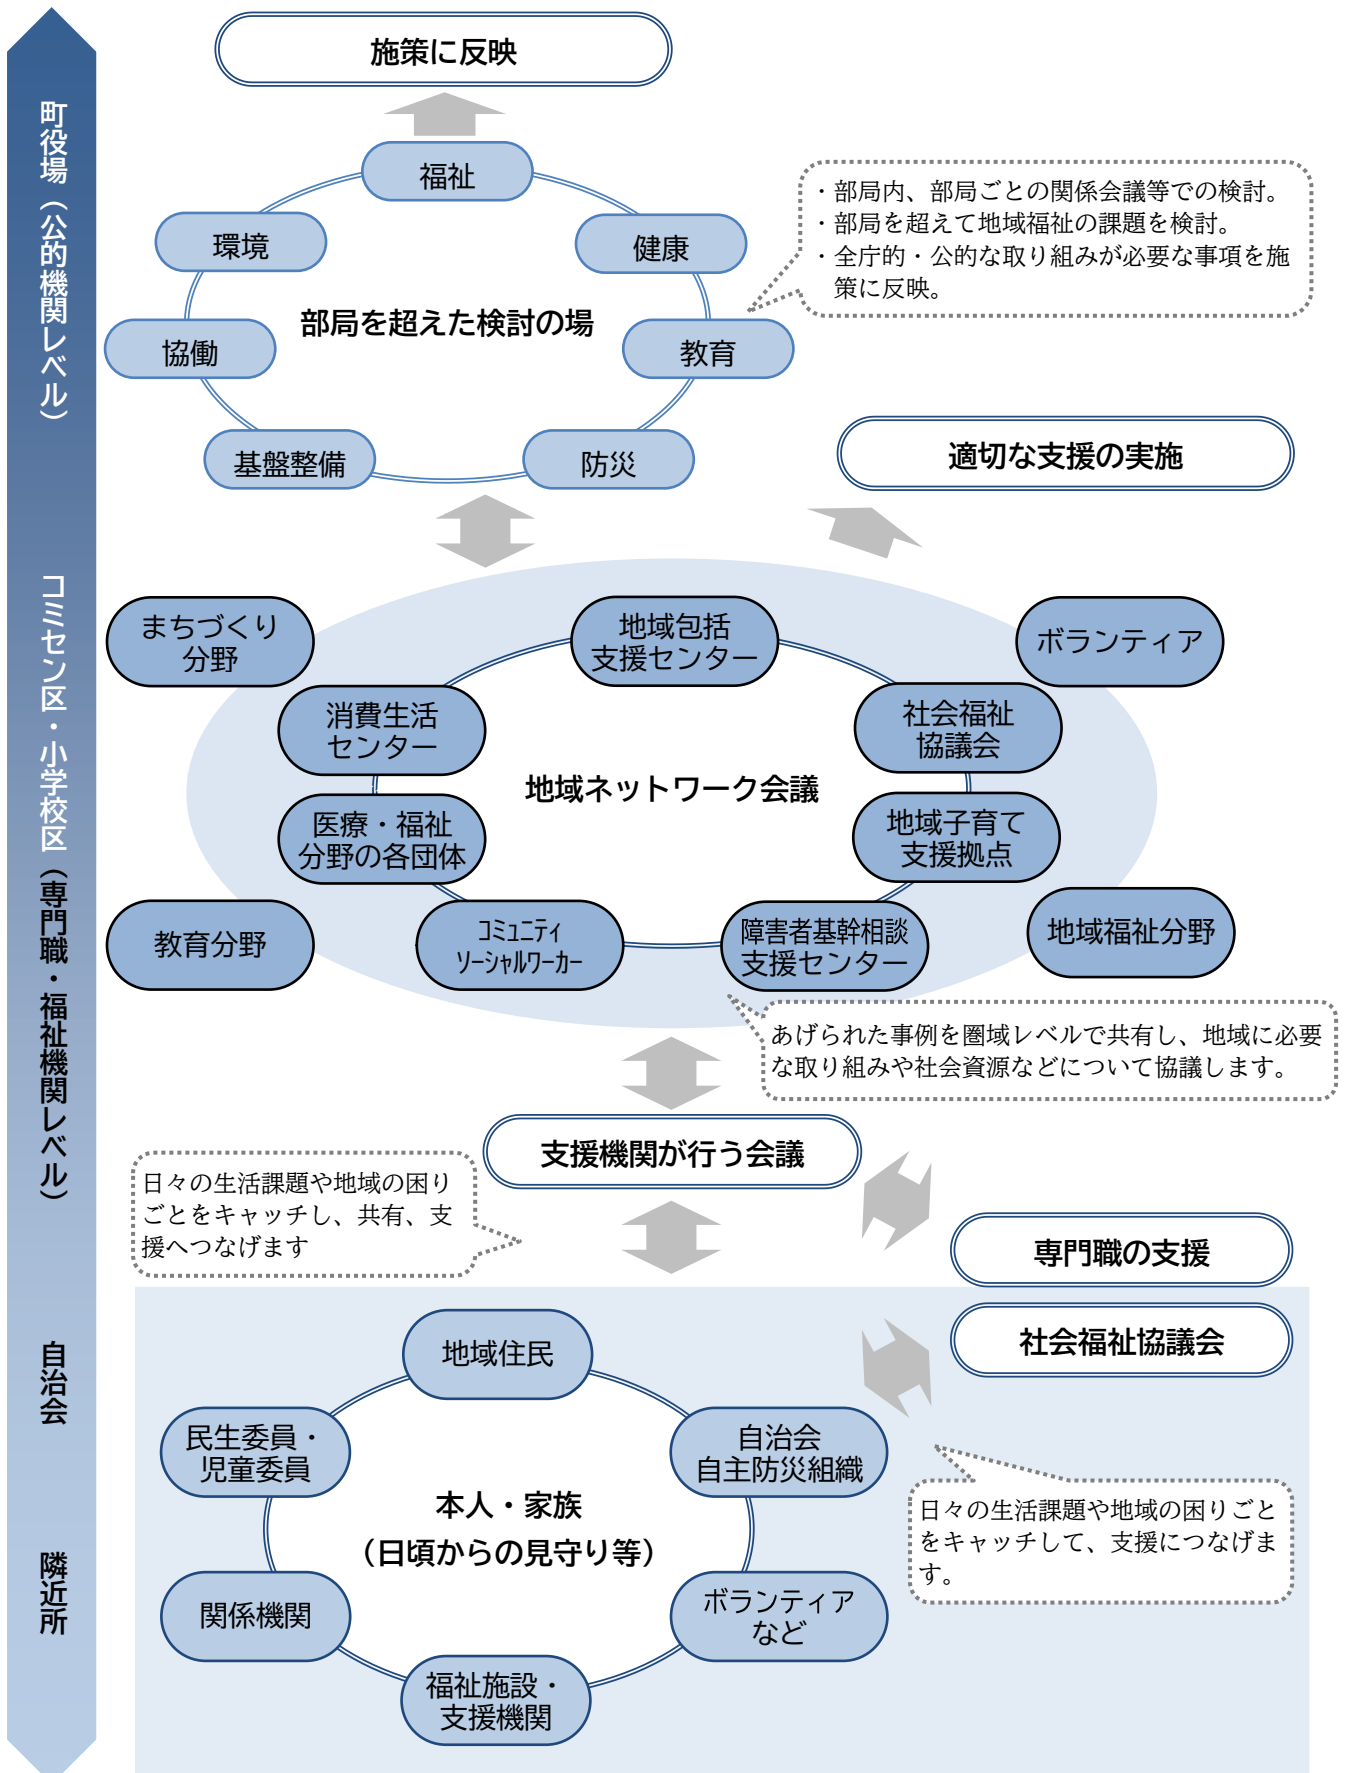 施策に反映
町役場（公的機関レベル）
福祉
環境
健康
・部局内、部局ごとの関係会議等での検討。
・部局を超えて地域福祉の課題を検討。
・全庁的・公的な取り組みが必要な事項を施
策に反映。
部局を超えた検討の場
協働
教育
基盤整備
防災
適切な支援の実施
コミセン区・小学校区（専門職・福祉機関レベル）
まちづくり
分野
地域包括
支援センター
ボランティア
消費生活
センター
社会福祉
協議会
地域ネットワーク会議
医療・福祉
分野の各団体
地域子育て
支援拠点
教育分野
ｺﾐｭﾆﾃｨ
ｿｰｼｬﾙﾜｰｶｰ
障害者基幹相談
支援センター
地域福祉分野
あげられた事例を圏域レベルで共有し、地域に必要
な取り組みや社会資源などについて協議します。
支援機関が行う会議
日々の生活課題や地域の困り
ごとをキャッチし、共有、支
援へつなげます
専門職の支援
社会福祉協議会
自治会
地域住民
民生委員・
児童委員
自治会
自主防災組織
本人・家族
（日頃からの見守り等）
日々の生活課題や地域の困りごと
をキャッチして、支援につなげま
す。
隣近所
関係機関
ボランティア
など
福祉施設・
支援機関